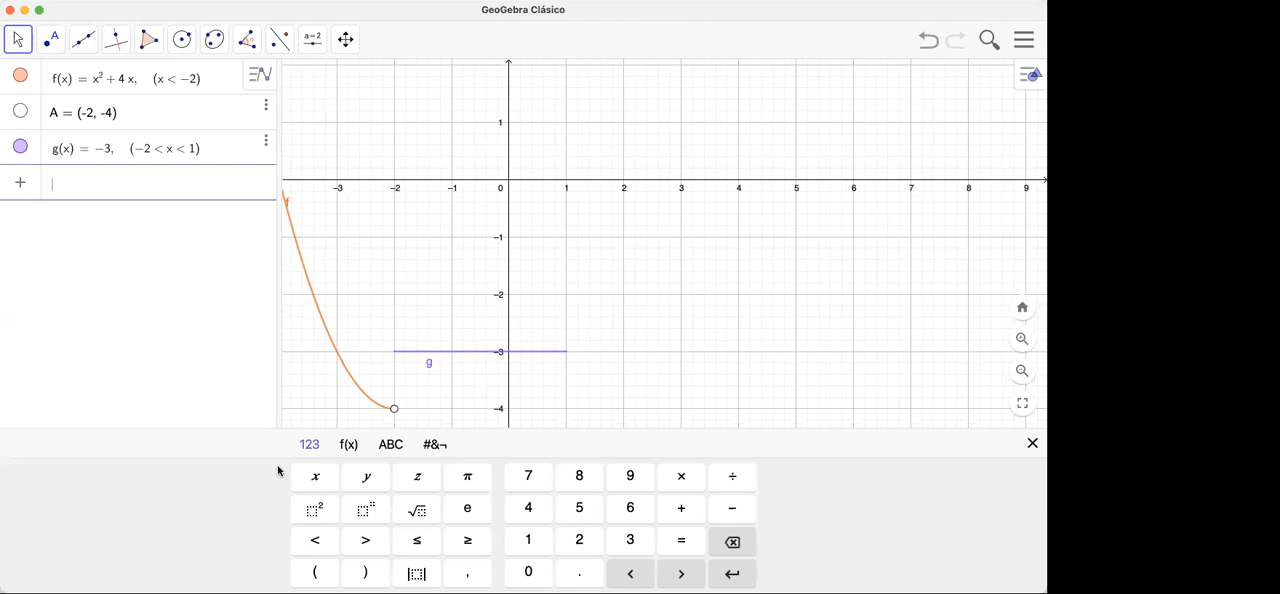 GeoGebra Clásico
A
a=2
f(x) = x² + 4 x, (x < −2)
A = (-2, -4)
g(x) = −3, (−2 < x < 1)
+
1
−3 −2 −1 0 1 2 3 4 5 6 7 8 9
f
−1
−2
−3
g
−4
123 f(x) ABC #&¬
x y z π 7 8 9 × ÷
□² □□ √□ e 4 5 6 + −
< > ≤ ≥ 1 2 3 =
( ) |□| , 0 . < >